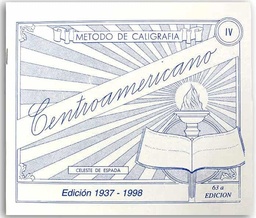 METODO DE CALIGRAFIA
IV
Centroamericano
CELESTE DE ESPADA
Edición 1937 - 1998
63 a
EDICION